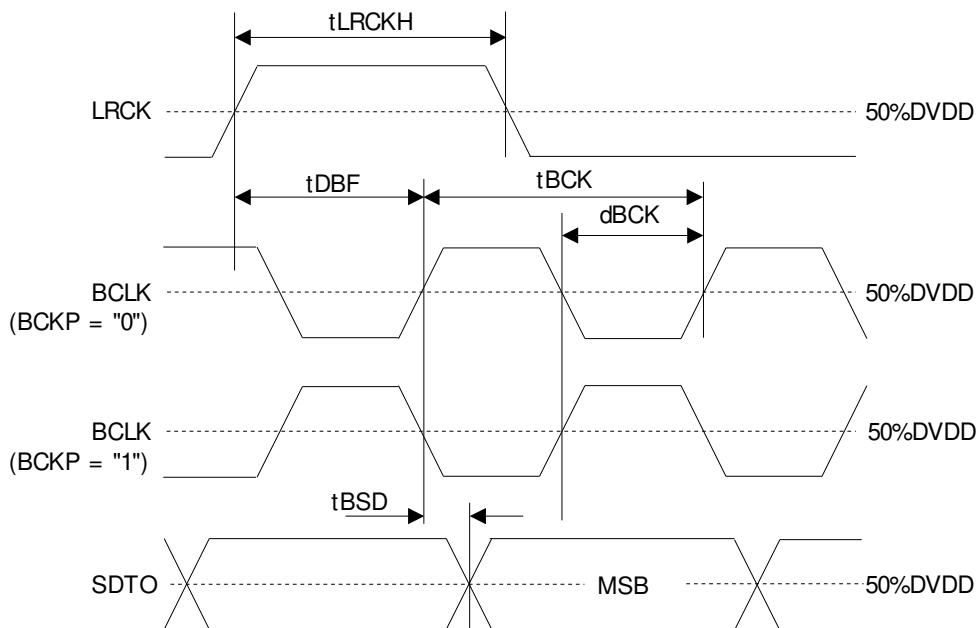 tLRCKH
LRCK 50%DVDD
tDBF tBCK
dBCK
BCLK 50%DVDD
(BCKP = "0")
BCLK 50%DVDD
(BCKP = "1")
tBSD
SDTO MSB 50%DVDD